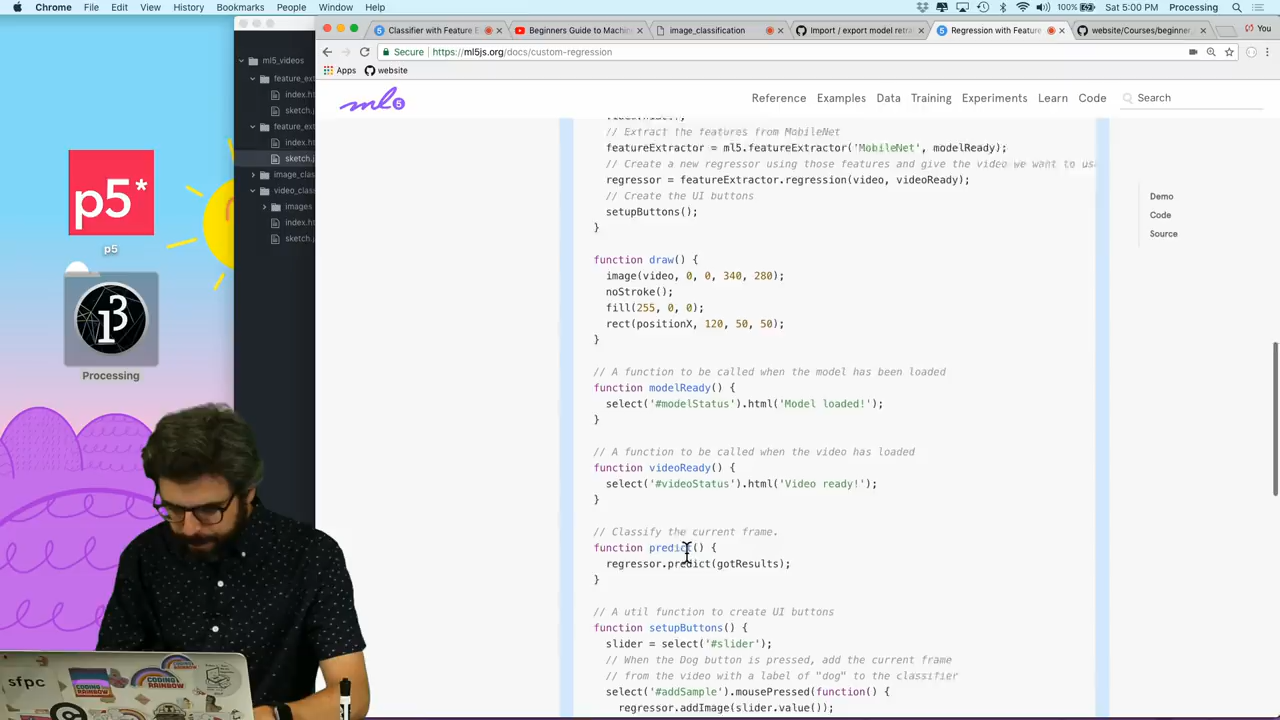 Chrome File Edit View History Bookmarks People Window Help 100% Sat 5:00 PM Processing
Classifier with Feature E
Beginners Guide to Machin
image_classification
Import / export model retra
Regression with Feature
website/Courses/beginner
You
Secure https://ml5js.org/docs/custom-regression
Apps website
ml5 Reference Examples Data Training Experiments Learn Code Search
ml5_videos
feature_ext
index.ht
sketch.j
feature_ex
index.ht
sketch.j
image_clas
video_clas
images
index.ht
sketch.j
p5*
p5
Processing
Demo
Code
Source
// Extract the features from MobileNet
featureExtractor = ml5.featureExtractor('MobileNet', modelReady);
// Create a new regressor using those features and give the video we want to us
regressor = featureExtractor.regression(video, videoReady);
// Create the UI buttons
setupButtons();
}
function draw() {
image(video, 0, 0, 340, 280);
noStroke();
fill(255, 0, 0);
rect(positionX, 120, 50, 50);
}
// A function to be called when the model has been loaded
function modelReady() {
select('#modelStatus').html('Model loaded!');
}
// A function to be called when the video has loaded
function videoReady() {
select('#videoStatus').html('Video ready!');
}
// Classify the current frame.
function predict() {
regressor.predict(gotResults);
}
// A util function to create UI buttons
function setupButtons() {
slider = select('#slider');
// When the Dog button is pressed, add the current frame
// from the video with a label of "dog" to the classifier
select('#addSample').mousePressed(function() {
regressor.addImage(slider.value());
sfpc
CODING RAINBOW
CODING RAINBOW